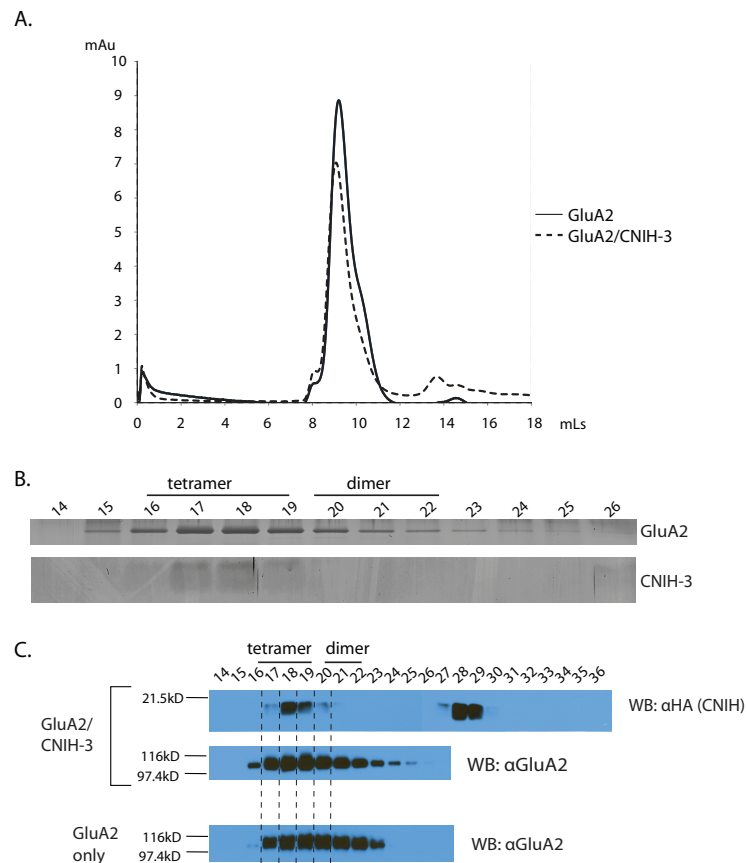 A.
mAu
10
9
8
7
6
5
4
3
2
1
0
0 2 4 6 8 10 12 14 16 18 mLs
GluA2
GluA2/CNIH-3
B.
tetramer dimer
14 15 16 17 18 19 20 21 22 23 24 25 26
GluA2
CNIH-3
C.
tetramer dimer
14 15 16 17 18 19 20 21 22 23 24 25 26 27 28 29 30 31 32 33 34 35 36
GluA2/
CNIH-3
21.5kD
WB: αHA (CNIH)
116kD
97.4kD
WB: αGluA2
GluA2
only
116kD
97.4kD
WB: αGluA2